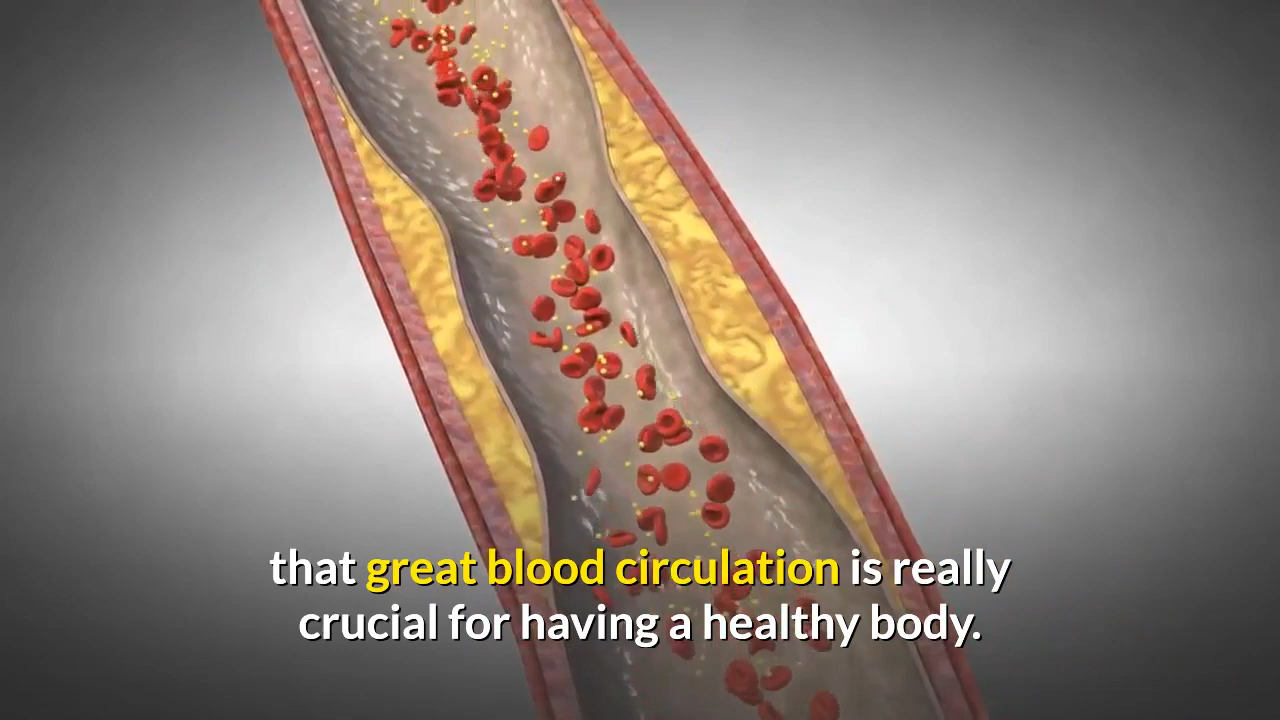 that great blood circulation is really
crucial for having a healthy body.